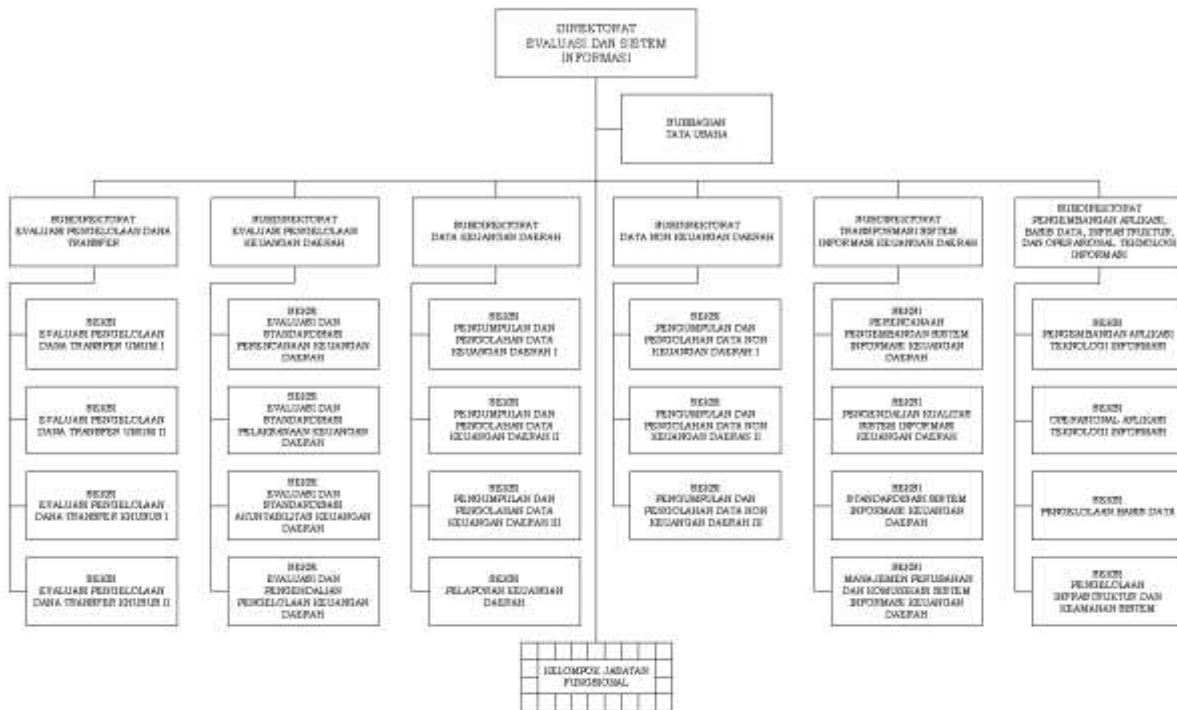 DIREKTORAT
EVALUASI DAN SISTEM
INFORMASI
SUBBAGIAN
TATA USAHA
SUBDIREKTORAT
EVALUASI PENGELOLAAN DANA
TRANSFER
SUBDIREKTORAT
EVALUASI PENGELOLAAN
KEUANGAN DAERAH
SUBDIREKTORAT
DATA KEUANGAN DAERAH
SUBDIREKTORAT
DATA NON KEUANGAN DAERAH
SUBDIREKTORAT
TRANSFORMASI SISTEM
INFORMASI KEUANGAN DAERAH
SUBDIREKTORAT
PENGEMBANGAN APLIKASI,
BASIS DATA, INFRASTRUKTUR,
DAN OPERASIONAL TEKNOLOGI
INFORMASI
SEKSI
EVALUASI PENGELOLAAN
DANA TRANSFER UMUM I
SEKSI
EVALUASI DAN
STANDARDISASI
PERENCANAAN KEUANGAN
DAERAH
SEKSI
PENGUMPULAN DAN
PENGOLAHAN DATA
KEUANGAN DAERAH I
SEKSI
PENGUMPULAN DAN
PENGOLAHAN DATA NON
KEUANGAN DAERAH I
SEKSI
PERENCANAAN
PENGEMBANGAN SISTEM
INFORMASI KEUANGAN
DAERAH
SEKSI
PENGEMBANGAN APLIKASI
TEKNOLOGI INFORMASI
SEKSI
EVALUASI PENGELOLAAN
DANA TRANSFER UMUM II
SEKSI
EVALUASI DAN
STANDARDISASI
PELAKSANAAN KEUANGAN
DAERAH
SEKSI
PENGUMPULAN DAN
PENGOLAHAN DATA
KEUANGAN DAERAH II
SEKSI
PENGUMPULAN DAN
PENGOLAHAN DATA NON
KEUANGAN DAERAH II
SEKSI
PENGENDALIAN KUALITAS
SISTEM INFORMASI
KEUANGAN DAERAH
SEKSI
OPERASIONAL APLIKASI
TEKNOLOGI INFORMASI
SEKSI
EVALUASI PENGELOLAAN
DANA TRANSFER KHUSUS I
SEKSI
EVALUASI DAN
STANDARDISASI
AKUNTABILITAS KEUANGAN
DAERAH
SEKSI
PENGUMPULAN DAN
PENGOLAHAN DATA
KEUANGAN DAERAH III
SEKSI
PENGUMPULAN DAN
PENGOLAHAN DATA NON
KEUANGAN DAERAH III
SEKSI
STANDARDISASI SISTEM
INFORMASI KEUANGAN
DAERAH
SEKSI
PENGELOLAAN BASIS DATA
SEKSI
EVALUASI PENGELOLAAN
DANA TRANSFER KHUSUS II
SEKSI
EVALUASI DAN
PENGENDALIAN
PENGELOLAAN KEUANGAN
DAERAH
SEKSI
PELAPORAN KEUANGAN
DAERAH
SEKSI
MANAJEMEN PERUBAHAN
DAN KOMUNIKASI SISTEM
INFORMASI KEUANGAN
DAERAH
SEKSI
PENGELOLAAN
INFRASTRUKTUR DAN
KEAMANAN SISTEM
KELOMPOK JABATAN
FUNGSIONAL